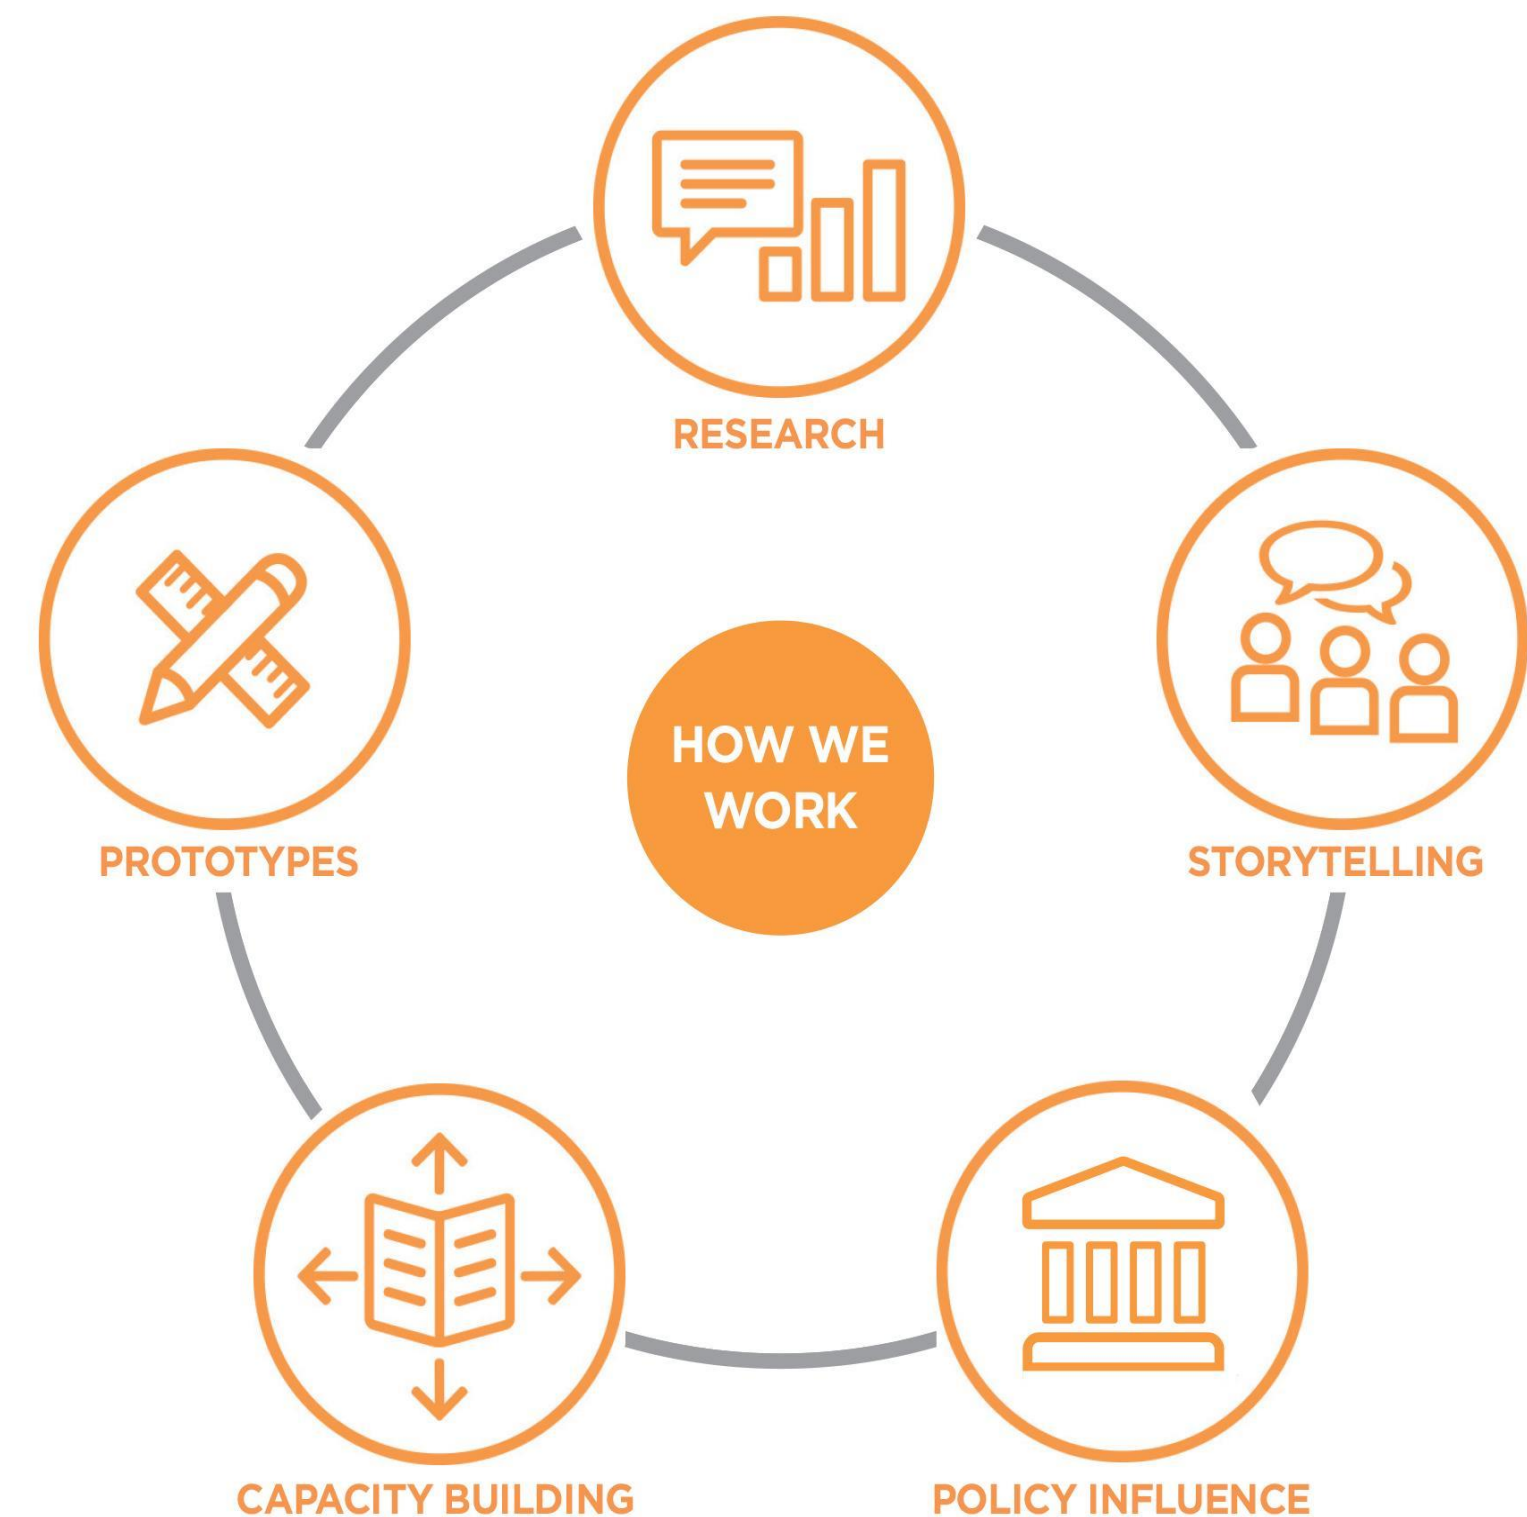 RESEARCH
STORYTELLING
POLICY INFLUENCE
CAPACITY BUILDING
PROTOTYPES
HOW WE
WORK